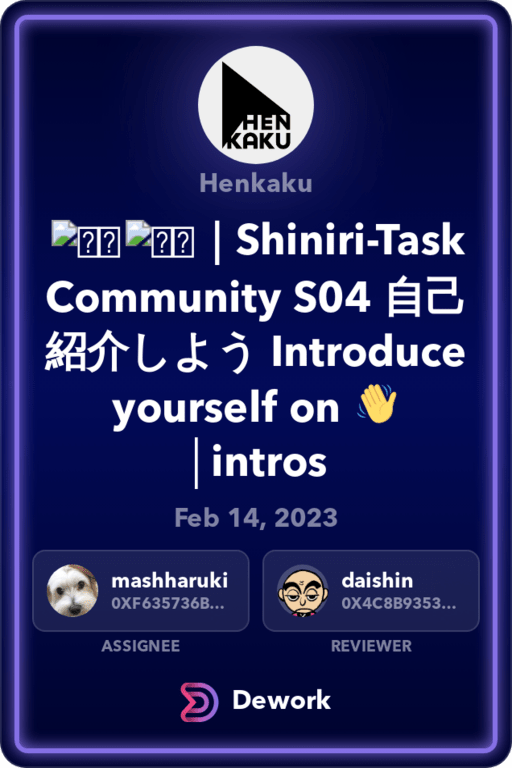 HEN
KAKU
Henkaku
| Shiniri-Task
Community S04 自己
紹介しよう Introduce
yourself on 👋
｜intros
Feb 14, 2023
mashharuki
0XF635736B...
daishin
0X4C8B9353...
ASSIGNEE
REVIEWER
Dework